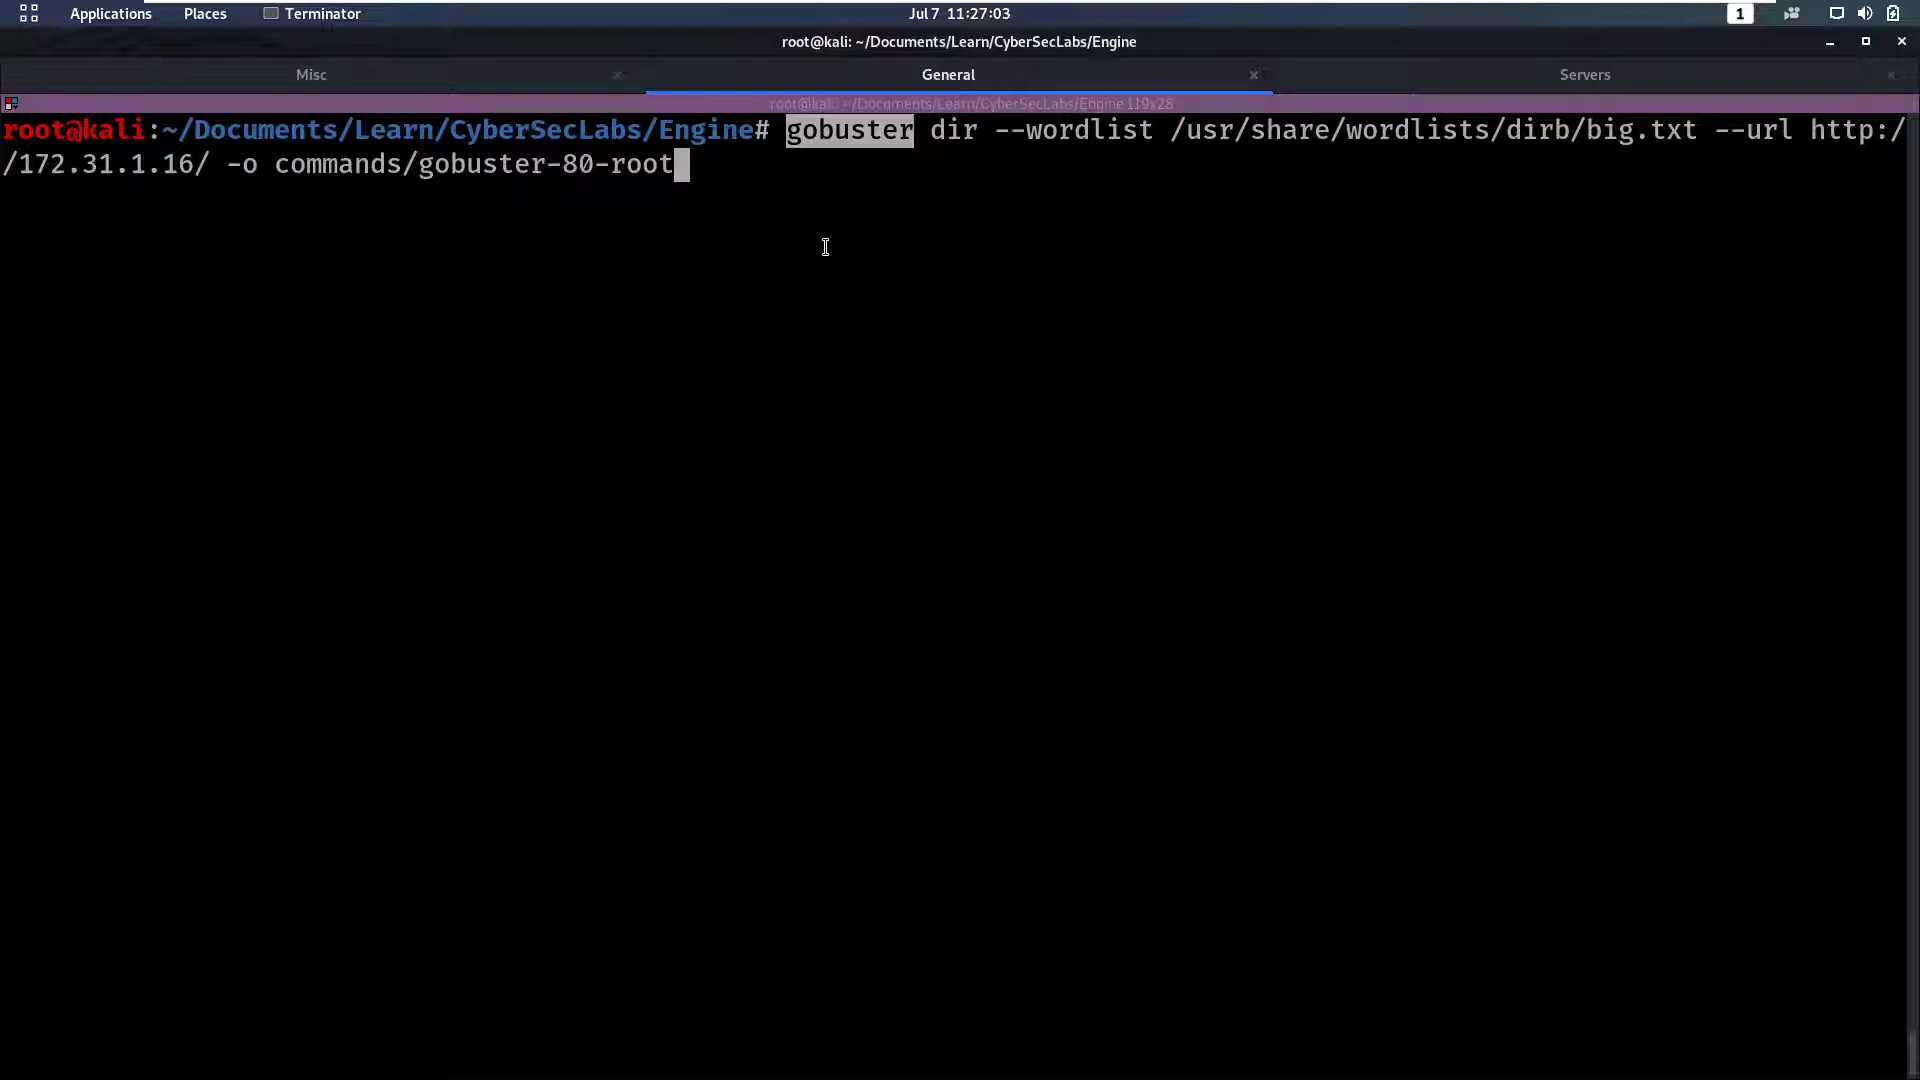 Applications Places Terminator Jul 7 11:27:03 1
root@kali: ~/Documents/Learn/CyberSecLabs/Engine
Misc General Servers
root@kali: ~/Documents/Learn/CyberSecLabs/Engine 119x28
root@kali:~/Documents/Learn/CyberSecLabs/Engine# gobuster dir --wordlist /usr/share/wordlists/dirb/big.txt --url http:/
/172.31.1.16/ -o commands/gobuster-80-root